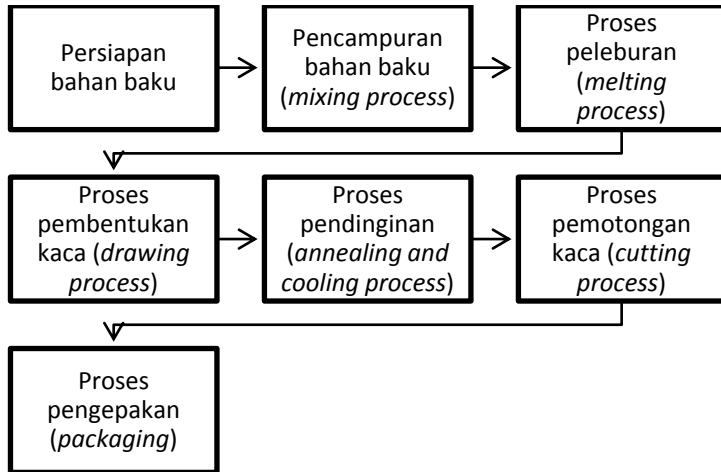 Persiapan
bahan baku
Pencampuran
bahan baku
(mixing process)
Proses
peleburan
(melting
process)
Proses
pembentukan
kaca (drawing
process)
Proses
pendinginan
(annealing and
cooling process)
Proses
pemotongan
kaca (cutting
process)
Proses
pengepakan
(packaging)